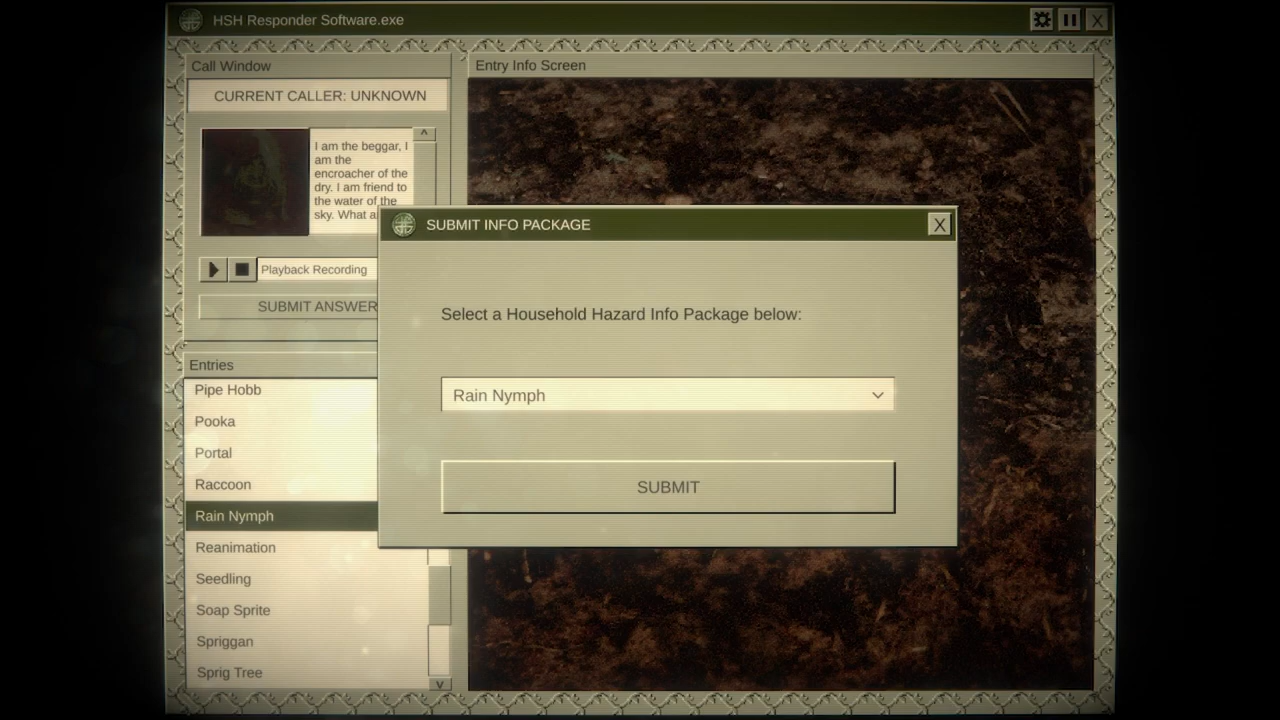 HSH Responder Software.exe
X
Call Window
CURRENT CALLER: UNKNOWN
I am the beggar, I
am the
encroacher of the
dry. I am friend to
the water of the
sky. What a
Playback Recording
SUBMIT ANSWER
Entries
Pipe Hobb
Pooka
Portal
Raccoon
Rain Nymph
Reanimation
Seedling
Soap Sprite
Spriggan
Sprig Tree
Entry Info Screen
SUBMIT INFO PACKAGE
X
Select a Household Hazard Info Package below:
Rain Nymph
SUBMIT